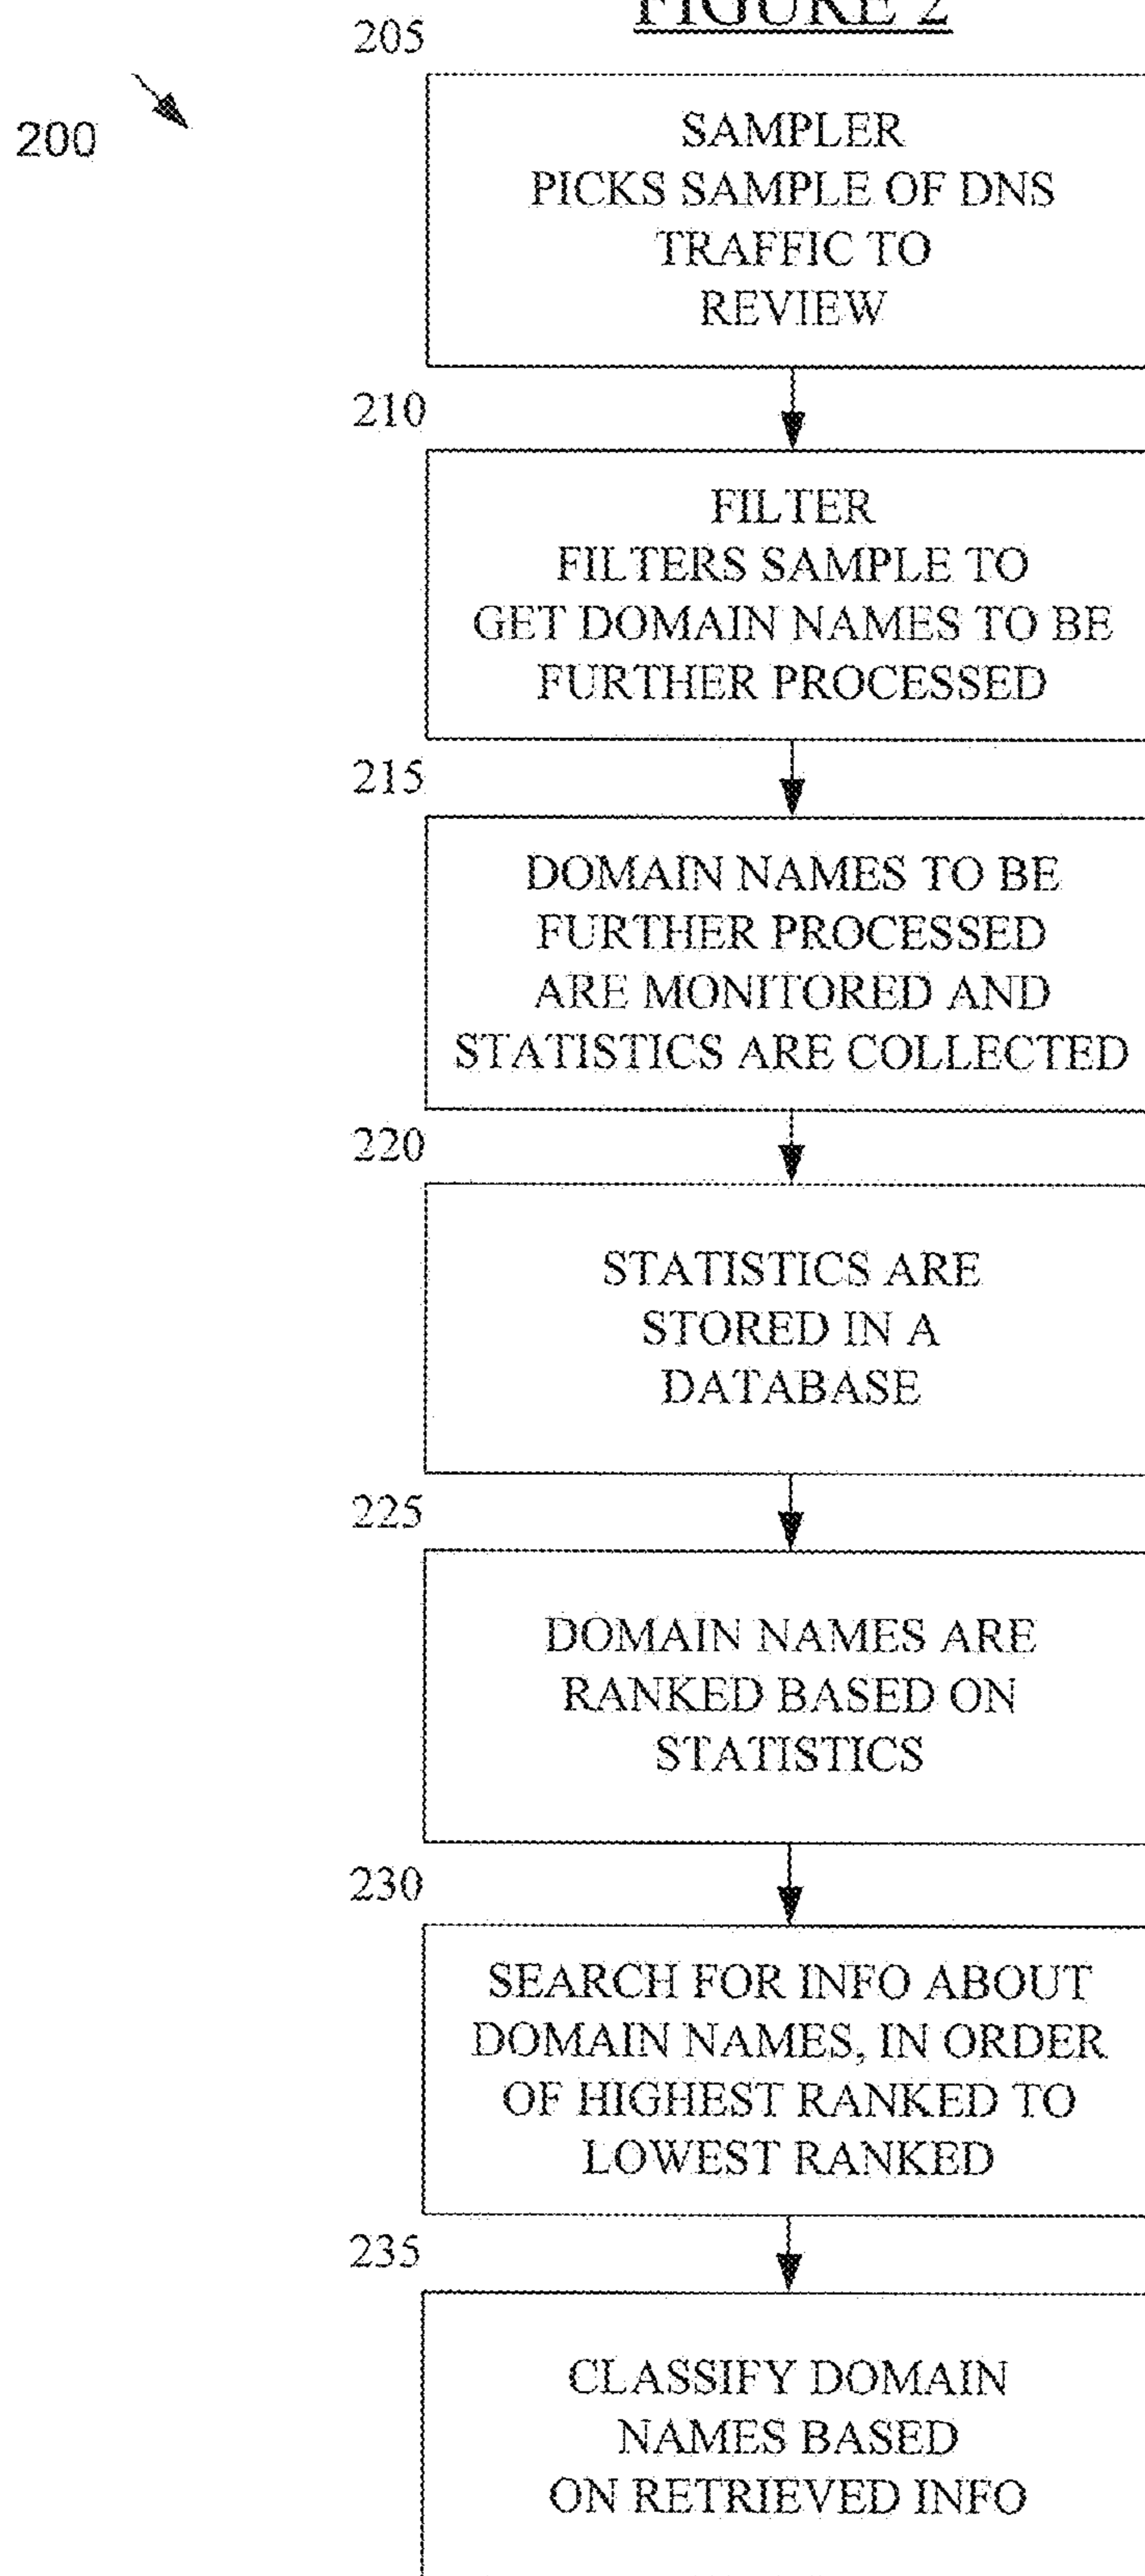 FIGURE 2
200
205
SAMPLER
PICKS SAMPLE OF DNS
TRAFFIC TO
REVIEW
210
FILTER
FILTERS SAMPLE TO
GET DOMAIN NAMES TO BE
FURTHER PROCESSED
215
DOMAIN NAMES TO BE
FURTHER PROCESSED
ARE MONITORED AND
STATISTICS ARE COLLECTED
220
STATISTICS ARE
STORED IN A
DATABASE
225
DOMAIN NAMES ARE
RANKED BASED ON
STATISTICS
230
SEARCH FOR INFO ABOUT
DOMAIN NAMES, IN ORDER
OF HIGHEST RANKED TO
LOWEST RANKED
235
CLASSIFY DOMAIN
NAMES BASED
ON RETRIEVED INFO